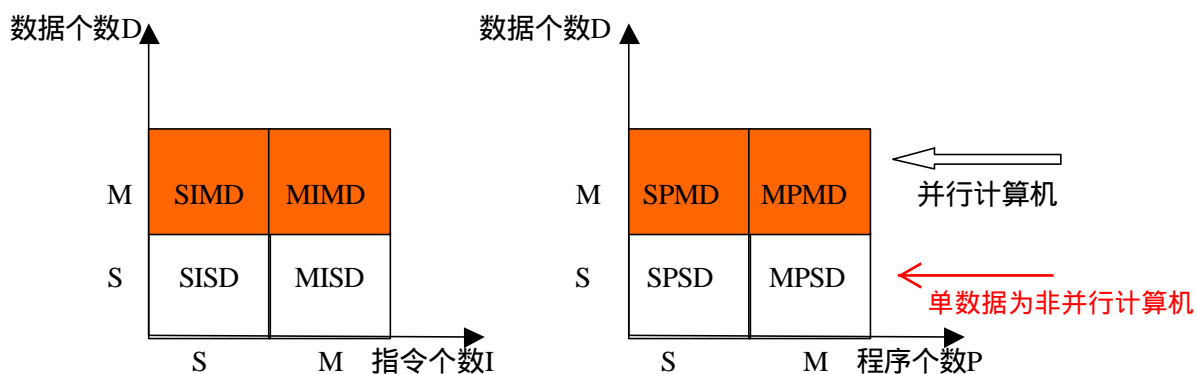 数据个数D
数据个数D
M
SIMD
MIMD
M
SPMD
MPMD
并行计算机
S
SISD
MISD
S
SPSD
MPSD
单数据为非并行计算机
S
M
指令个数I
S
M
程序个数P